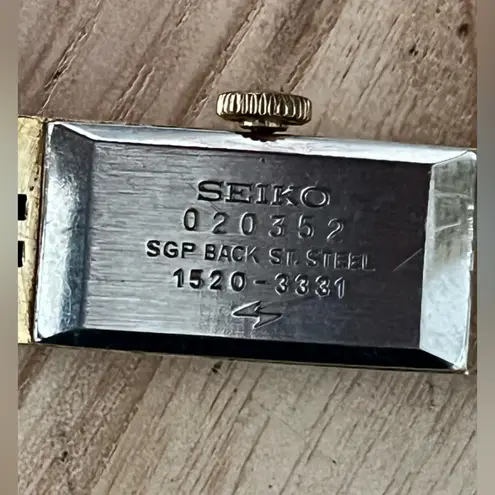 SEIKO
020352
SGP BACK ST. STEEL
1520-3331